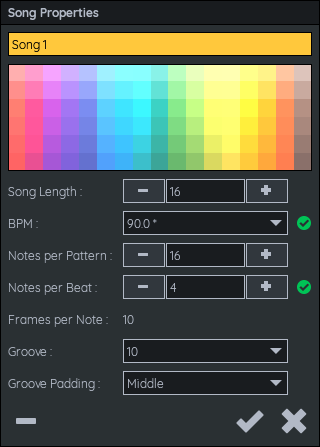 Song Properties
Song 1
Song Length : 16
BPM : 90.0 *
Notes per Pattern : 16
Notes per Beat : 4
Frames per Note : 10
Groove : 10
Groove Padding : Middle